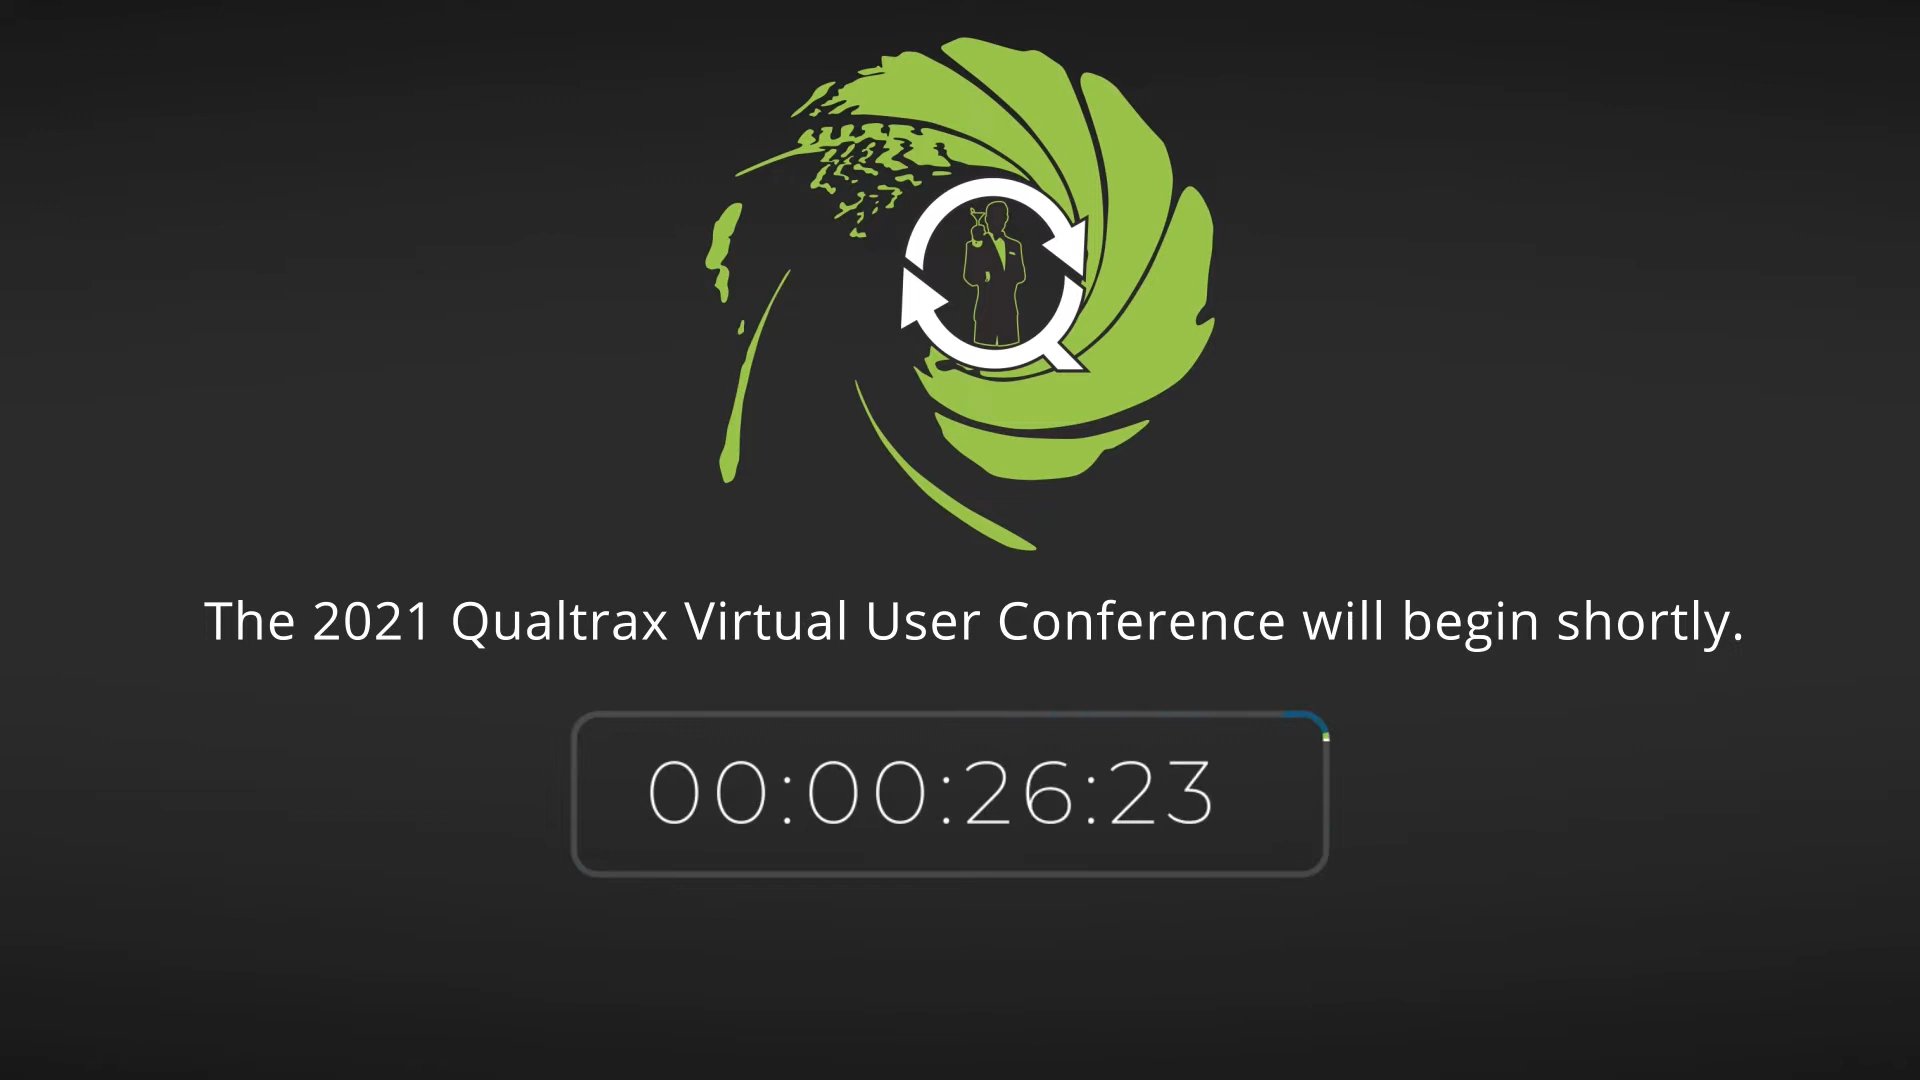 The 2021 Qualtrax Virtual User Conference will begin shortly.
00:00:26:23